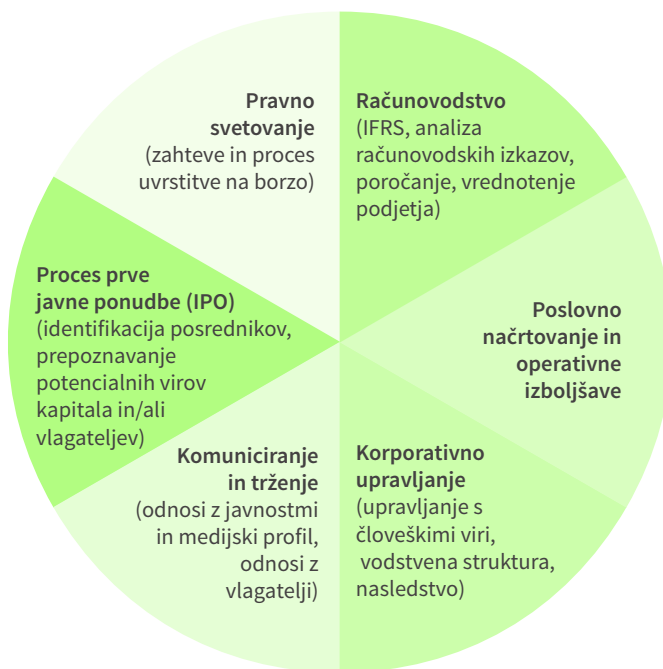 Pravno
svetovanje
(zahteve in proces
uvrstitve na borzo)
Računovodstvo
(IFRS, analiza
računovodskih izkazov,
poročanje, vrednotenje
podjetja)
Poslovno
načrtovanje in
operativne
izboljšave
Korporativno
upravljanje
(upravljanje s
človeškimi viri,
vodstvena struktura,
nasledstvo)
Komuniciranje
in trženje
(odnosi z javnostmi
in medijski profil,
odnosi z
vlagatelji)
Proces prve
javne ponudbe (IPO)
(identifikacija posrednikov,
prepoznavanje
potencialnih virov
kapitala in/ali
vlagateljev)